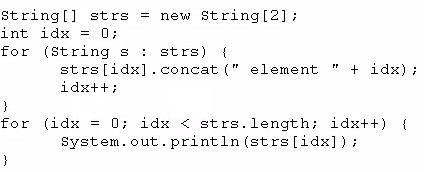 String[] strs = new String[2];
int idx = 0;
for (String s : strs) {
      strs[idx].concat(" element " + idx);
      idx++;
}
for (idx = 0; idx < strs.length; idx++) {
      System.out.println(strs[idx]);
}